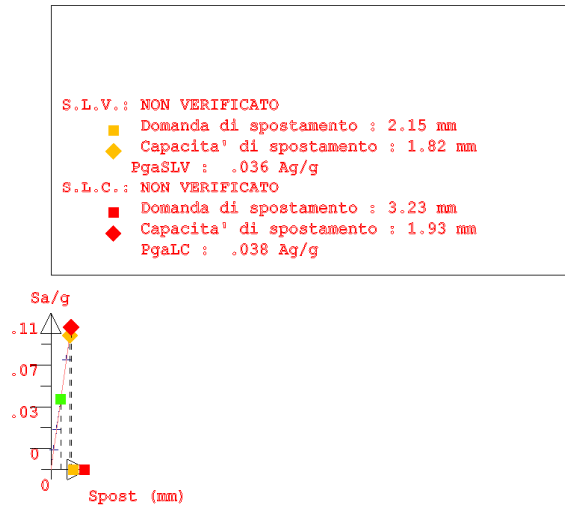 S.L.V.: NON VERIFICATO
Domanda di spostamento : 2.15 mm
Capacita' di spostamento : 1.82 mm
PgaSLV :  .036 Ag/g
S.L.C.: NON VERIFICATO
Domanda di spostamento : 3.23 mm
Capacita' di spostamento : 1.93 mm
PgaLC :  .038 Ag/g
Sa/g
.11
.07
.03
0
0
Spost (mm)